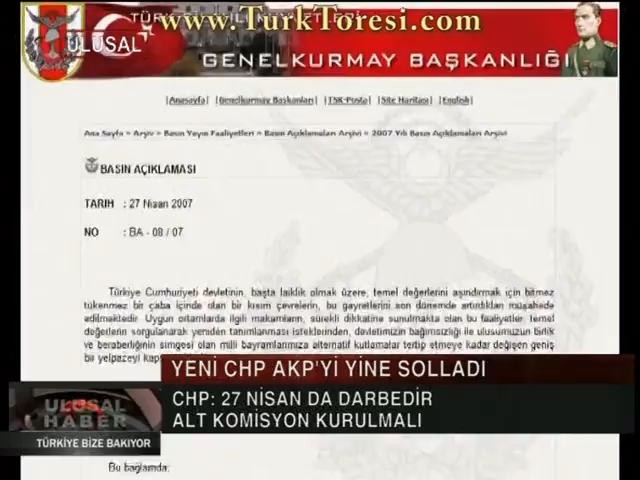 www.TurkToresi.com
ULUSAL
GENELKURMAY BAŞKANLIĞI
|Anasayfa| |Genelkurmay Başkanları| |TSK-Posta| |Site Haritası| |English|
Ana Sayfa » Arşiv » Basın Yayın Faaliyetleri » Basın Açıklamaları Arşivi » 2007 Yılı Basın Açıklamaları Arşivi
BASIN AÇIKLAMASI
TARİH : 27 Nisan 2007
NO : BA - 08 / 07
Türkiye Cumhuriyeti devletinin, başta laiklik olmak üzere, temel değerlerini aşındırmak için bitmez
tükenmez bir çaba içinde olan bir kısım çevrelerin, bu gayretlerini son dönemde artırdıkları müşahede
edilmektedir. Uygun ortamlarda ilgili makamların, sürekli dikkatine sunulmakta olan bu faaliyetler, temel
değerlerin sorgulanarak yeniden tanımlanması isteklerinden, devletimizin bağımsızlığı ile ulusumuzun birlik
ve beraberliğinin simgesi olan milli bayramlarımıza alternatif kutlamalar tertip etmeye kadar değişen geniş
bir yelpazeyi
YENİ CHP AKP'Yİ YİNE SOLLADI
CHP: 27 NİSAN DA DARBEDİR
ALT KOMİSYON KURULMALI
ULUSAL
HABER
TÜRKİYE BİZE BAKIYOR
Bu bağlamda;